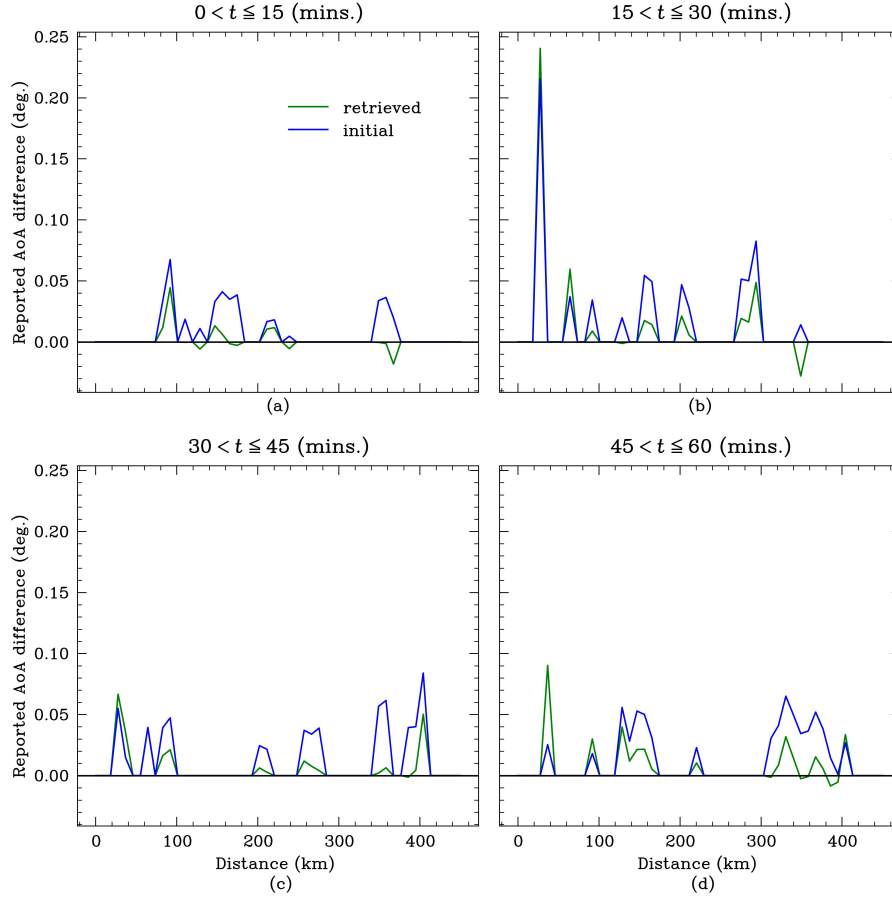 0 < t ≦ 15 (mins.)
15 < t ≦ 30 (mins.)
Reported AoA difference (deg.)
0.25
0.20
0.15
0.10
0.05
0.00
retrieved
initial
(a)
(b)
30 < t ≦ 45 (mins.)
45 < t ≦ 60 (mins.)
Reported AoA difference (deg.)
0.25
0.20
0.15
0.10
0.05
0.00
0 100 200 300 400
0 100 200 300 400
Distance (km)
Distance (km)
(c)
(d)